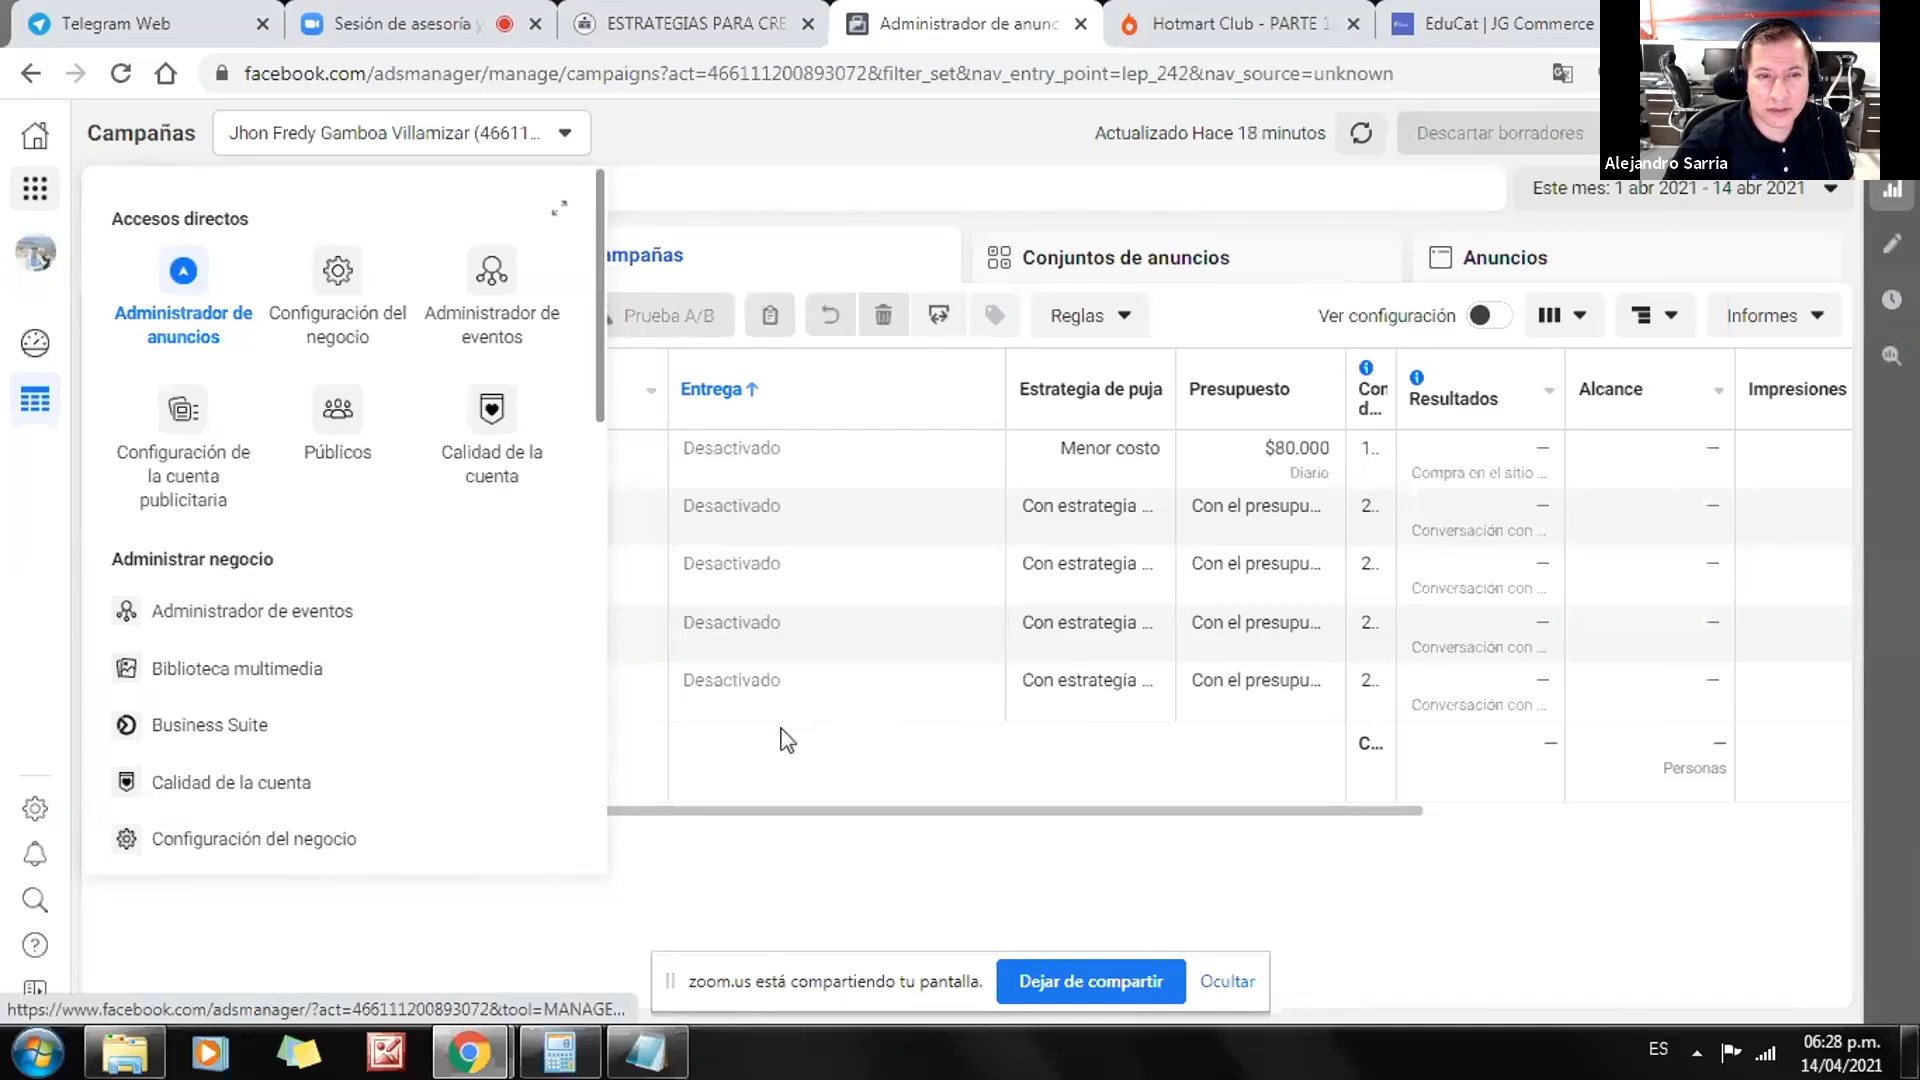 Telegram Web
Sesión de asesoría y
ESTRATEGIAS PARA CRE
Administrador de anunc
Hotmart Club - PARTE 1
EduCat | JG Commerce
facebook.com/adsmanager/manage/campaigns?act=466111200893072&filter_set&nav_entry_point=lep_242&nav_source=unknown
Alejandro Sarria
Campañas
Jhon Fredy Gamboa Villamizar (46611...
Actualizado Hace 18 minutos
Descartar borradores
Este mes: 1 abr 2021 - 14 abr 2021
Accesos directos
Administrador de anuncios
Configuración del negocio
Administrador de eventos
Configuración de la cuenta publicitaria
Públicos
Calidad de la cuenta
Administrar negocio
Administrador de eventos
Biblioteca multimedia
Business Suite
Calidad de la cuenta
Configuración del negocio
ampañas
Conjuntos de anuncios
Anuncios
Prueba A/B
Reglas
Ver configuración
Informes
Entrega
Estrategia de puja
Presupuesto
Con d...
Resultados
Alcance
Impresiones
Desactivado
Menor costo
$80.000
Diario
1..
—
Compra en el sitio ...
—
Desactivado
Con estrategia ...
Con el presupu...
2..
—
Conversación con ...
—
Desactivado
Con estrategia ...
Con el presupu...
2..
—
Conversación con ...
—
Desactivado
Con estrategia ...
Con el presupu...
2..
—
Conversación con ...
—
Desactivado
Con estrategia ...
Con el presupu...
2..
—
Conversación con ...
—
C...
—
—
Personas
zoom.us está compartiendo tu pantalla.
Dejar de compartir
Ocultar
https://www.facebook.com/adsmanager/?act=466111200893072&tool=MANAGE...
ES
06:28 p.m.
14/04/2021